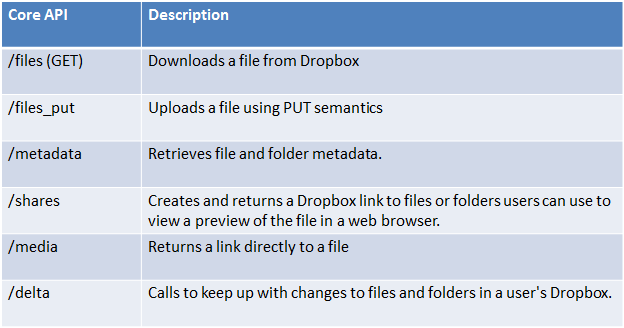 Core API Description
/files (GET) Downloads a file from Dropbox
/files_put Uploads a file using PUT semantics
/metadata Retrieves file and folder metadata.
/shares Creates and returns a Dropbox link to files or folders users can use to
view a preview of the file in a web browser.
/media Returns a link directly to a file
/delta Calls to keep up with changes to files and folders in a user's Dropbox.